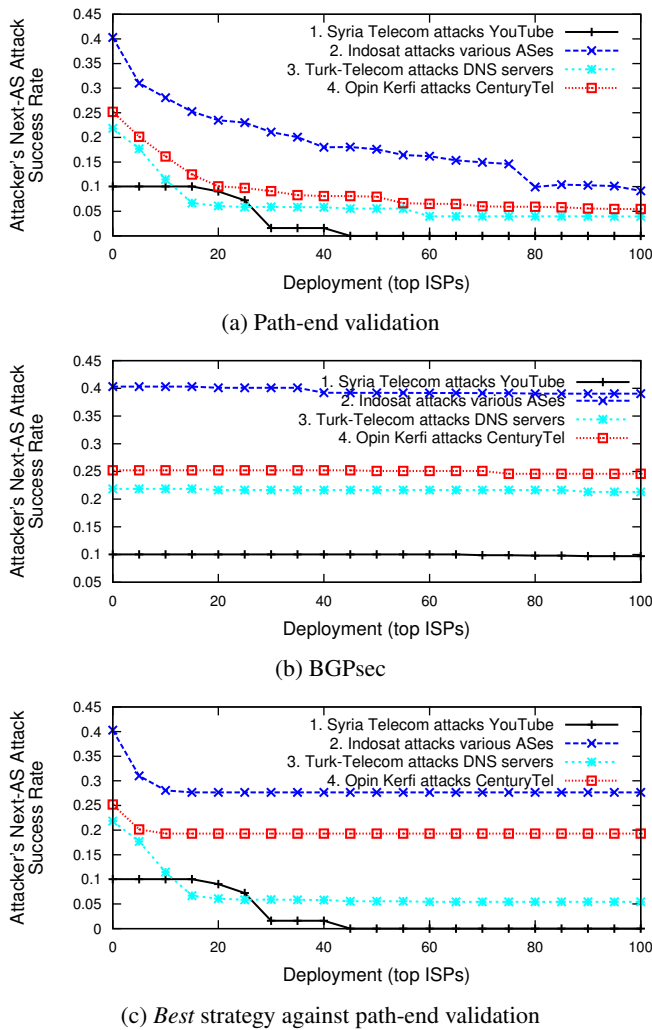 0.45
0.4
0.35
0.3
0.25
0.2
0.15
0.1
0.05
0
Attacker's Next-AS Attack
Success Rate
1. Syria Telecom attacks YouTube
2. Indosat attacks various ASes
3. Turk-Telecom attacks DNS servers
4. Opin Kerfi attacks CenturyTel
0 20 40 60 80 100
Deployment (top ISPs)
(a) Path-end validation
0.45
0.4
0.35
0.3
0.25
0.2
0.15
0.1
0.05
Attacker's Next-AS Attack
Success Rate
1. Syria Telecom attacks YouTube
2. Indosat attacks various ASes
3. Turk-Telecom attacks DNS servers
4. Opin Kerfi attacks CenturyTel
0 20 40 60 80 100
Deployment (top ISPs)
(b) BGPsec
0.45
0.4
0.35
0.3
0.25
0.2
0.15
0.1
0.05
0
Attacker's Next-AS Attack
Success Rate
1. Syria Telecom attacks YouTube
2. Indosat attacks various ASes
3. Turk-Telecom attacks DNS servers
4. Opin Kerfi attacks CenturyTel
0 20 40 60 80 100
Deployment (top ISPs)
(c) Best strategy against path-end validation